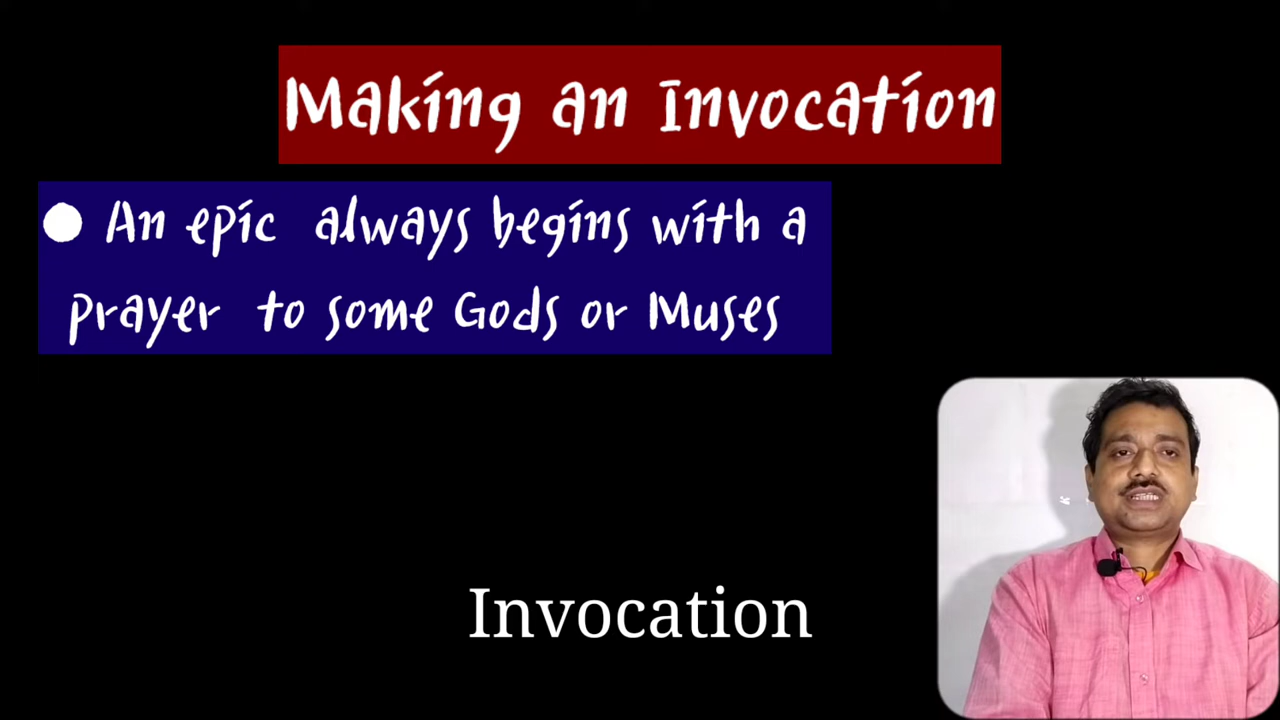 Making an Invocation
● An epic always begins with a
prayer to some Gods or Muses
Invocation